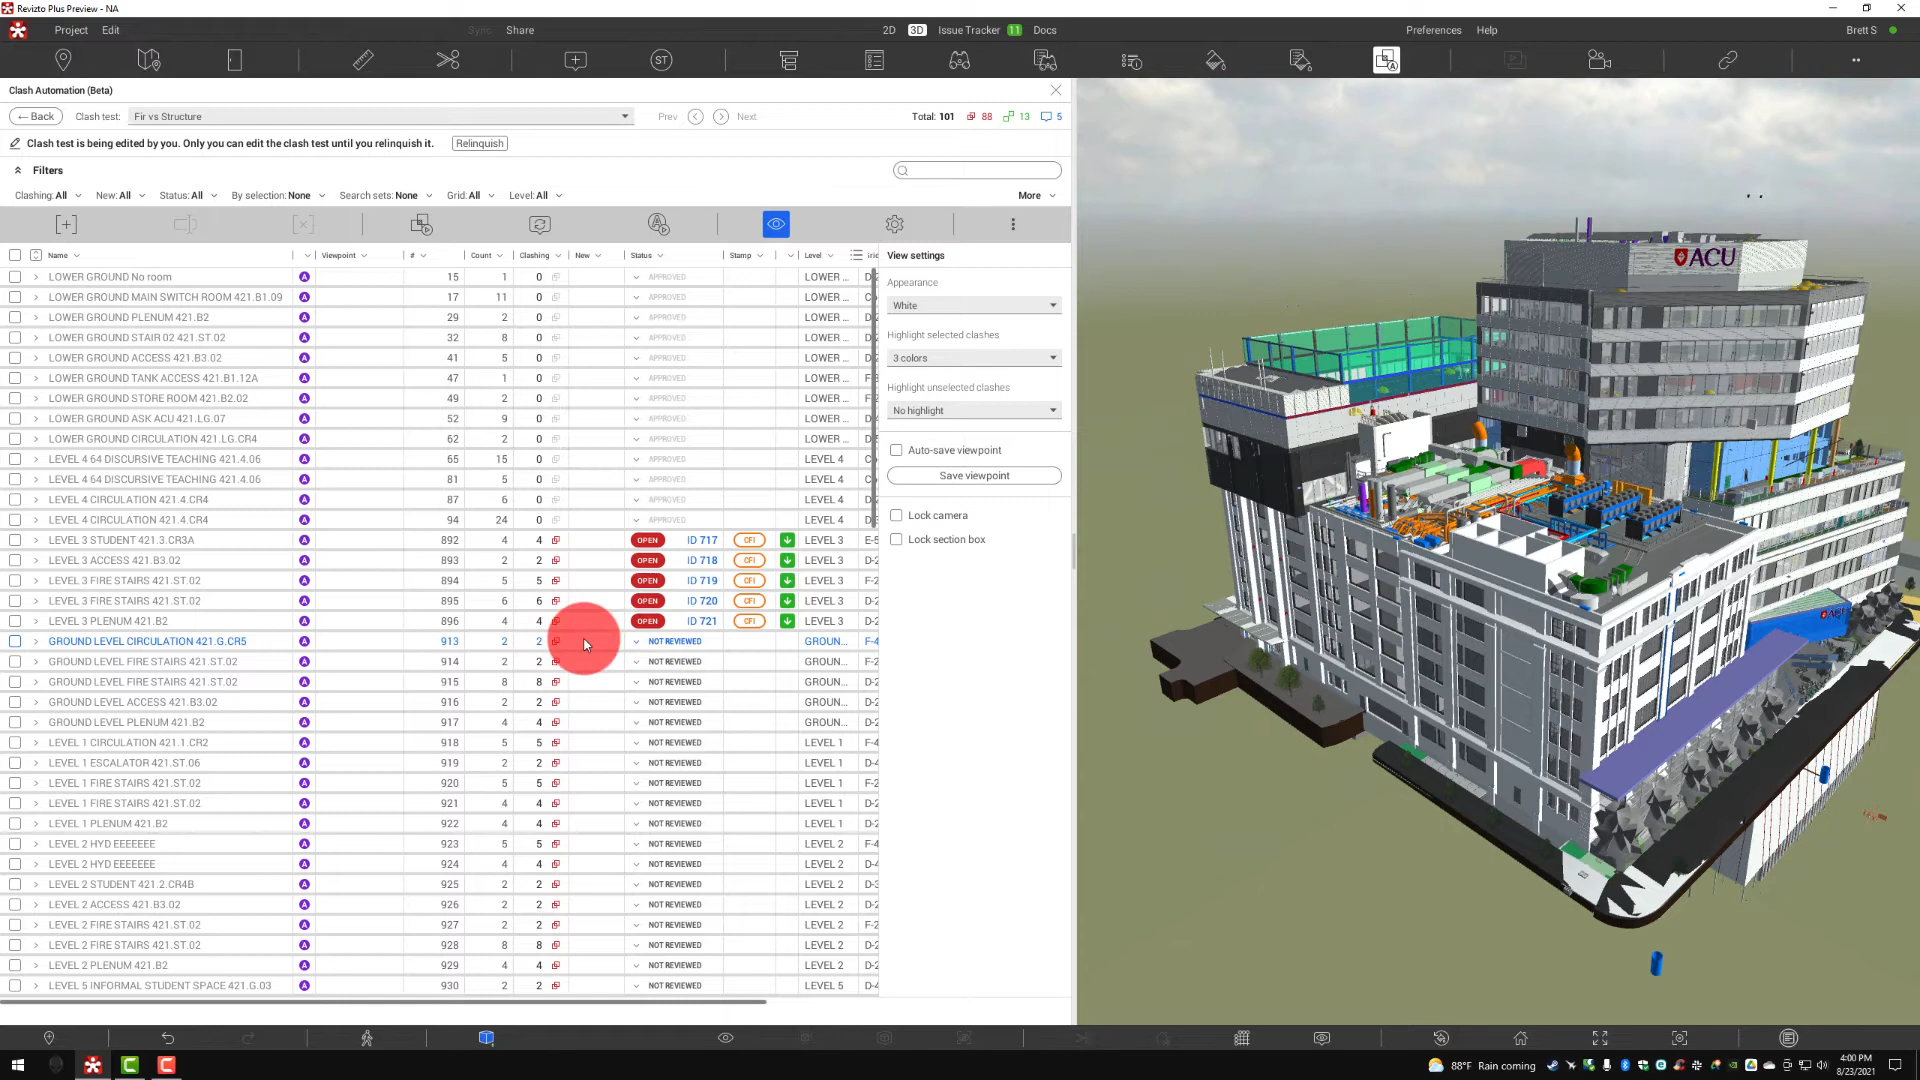 Revizto Plus Preview - NA
Project Edit Sync Share 2D 3D Issue Tracker 11 Docs Preferences Help Brett S
ST
Clash Automation (Beta)
← Back Clash test: Fir vs Structure Prev Next Total: 101 88 13 5
Clash test is being edited by you. Only you can edit the clash test until you relinquish it. Relinquish
Filters
Clashing: All New: All Status: All By selection: None Search sets: None Grid: All Level: All More
Name Viewpoint # Count Clashing New Status Stamp Level
LOWER GROUND No room A 15 1 0 APPROVED LOWER ...
LOWER GROUND MAIN SWITCH ROOM 421.B1.09 A 17 11 0 APPROVED LOWER ...
LOWER GROUND PLENUM 421.B2 A 29 2 0 APPROVED LOWER ...
LOWER GROUND STAIR 02 421.ST.02 A 32 8 0 APPROVED LOWER ...
LOWER GROUND ACCESS 421.B3.02 A 41 5 0 APPROVED LOWER ...
LOWER GROUND TANK ACCESS 421.B1.12A A 47 1 0 APPROVED LOWER ...
LOWER GROUND STORE ROOM 421.B2.02 A 49 2 0 APPROVED LOWER ...
LOWER GROUND ASK ACU 421.LG.07 A 52 9 0 APPROVED LOWER ...
LOWER GROUND CIRCULATION 421.LG.CR4 A 62 2 0 APPROVED LOWER ...
LEVEL 4 64 DISCURSIVE TEACHING 421.4.06 A 65 15 0 APPROVED LEVEL 4
LEVEL 4 64 DISCURSIVE TEACHING 421.4.06 A 81 5 0 APPROVED LEVEL 4
LEVEL 4 CIRCULATION 421.4.CR4 A 87 6 0 APPROVED LEVEL 4
LEVEL 4 CIRCULATION 421.4.CR4 A 94 24 0 APPROVED LEVEL 4
LEVEL 3 STUDENT 421.3.CR3A A 892 4 4 OPEN ID 717 CFI LEVEL 3 E-5
LEVEL 3 ACCESS 421.B3.02 A 893 2 2 OPEN ID 718 CFI LEVEL 3 D-2
LEVEL 3 FIRE STAIRS 421.ST.02 A 894 5 5 OPEN ID 719 CFI LEVEL 3 F-2
LEVEL 3 FIRE STAIRS 421.ST.02 A 895 6 6 OPEN ID 720 CFI LEVEL 3 D-2
LEVEL 3 PLENUM 421.B2 A 896 4 4 OPEN ID 721 CFI LEVEL 3 D-2
GROUND LEVEL CIRCULATION 421.G.CR5 A 913 2 2 NOT REVIEWED GROUN... F-4
GROUND LEVEL FIRE STAIRS 421.ST.02 A 914 2 2 NOT REVIEWED GROUN... F-2
GROUND LEVEL FIRE STAIRS 421.ST.02 A 915 8 8 NOT REVIEWED GROUN... D-2
GROUND LEVEL ACCESS 421.B3.02 A 916 2 2 NOT REVIEWED GROUN... D-2
GROUND LEVEL PLENUM 421.B2 A 917 4 4 NOT REVIEWED GROUN... D-2
LEVEL 1 CIRCULATION 421.1.CR2 A 918 5 5 NOT REVIEWED LEVEL 1 F-4
LEVEL 1 ESCALATOR 421.ST.06 A 919 2 2 NOT REVIEWED LEVEL 1 D-2
LEVEL 1 FIRE STAIRS 421.ST.02 A 920 5 5 NOT REVIEWED LEVEL 1 F-2
LEVEL 1 FIRE STAIRS 421.ST.02 A 921 4 4 NOT REVIEWED LEVEL 1 D-2
LEVEL 1 PLENUM 421.B2 A 922 4 4 NOT REVIEWED LEVEL 1 D-2
LEVEL 2 HYD EEEEEEE A 923 5 5 NOT REVIEWED LEVEL 2 F-4
LEVEL 2 HYD EEEEEEE A 924 4 4 NOT REVIEWED LEVEL 2 D-4
LEVEL 2 STUDENT 421.2.CR4B A 925 2 2 NOT REVIEWED LEVEL 2 D-3
LEVEL 2 ACCESS 421.B3.02 A 926 2 2 NOT REVIEWED LEVEL 2 D-2
LEVEL 2 FIRE STAIRS 421.ST.02 A 927 2 2 NOT REVIEWED LEVEL 2 F-2
LEVEL 2 FIRE STAIRS 421.ST.02 A 928 8 8 NOT REVIEWED LEVEL 2 D-2
LEVEL 2 PLENUM 421.B2 A 929 4 4 NOT REVIEWED LEVEL 2 D-2
LEVEL 5 INFORMAL STUDENT SPACE 421.G.03 A 930 2 2 NOT REVIEWED LEVEL 5 D-4
View settings
Appearance
White
Highlight selected clashes
3 colors
Highlight unselected clashes
No highlight
Auto-save viewpoint
Save viewpoint
Lock camera
Lock section box
ACU
88°F Rain coming
4:00 PM
8/23/2021